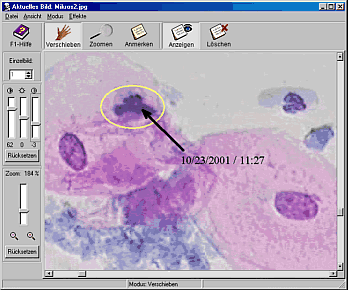 Aktuelles Bild: Mikros2.jpg
Datei Ansicht Modus Effekte
F1-Hilfe Verschieben Zoomen Anmerken Anzeigen Löschen
Einzelbild:
1
62 0 -3
Rücksetzen
Zoom: 184 %
Rücksetzen
10/23/2001 / 11:27
Modus: Verschieben